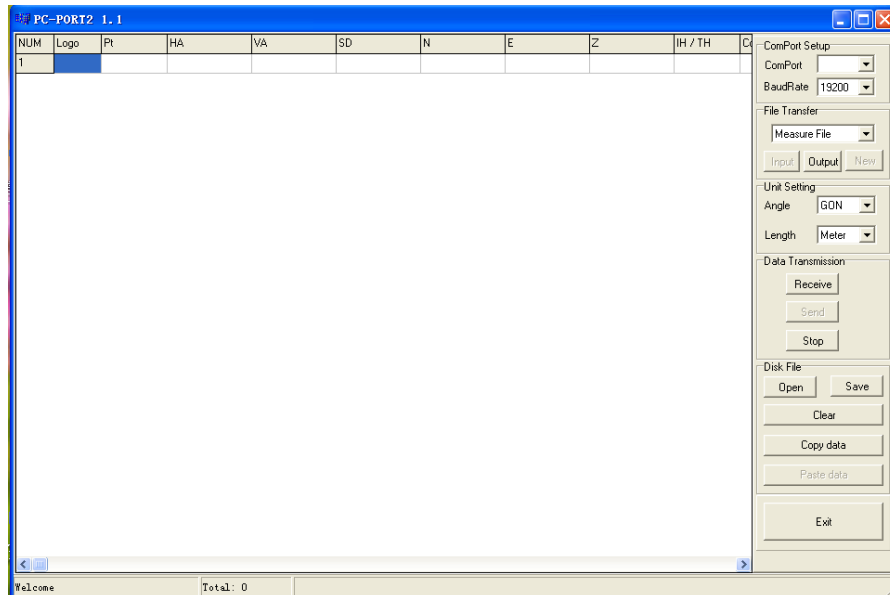 PC-PORT2 1.1
NUM Logo Pt HA VA SD N E Z IH / TH
1
ComPort Setup
ComPort
BaudRate 19200
File Transfer
Measure File
Input Output New
Unit Setting
Angle GON
Length Meter
Data Transmission
Receive
Send
Stop
Disk File
Open Save
Clear
Copy data
Paste data
Exit
Welcome Total: 0